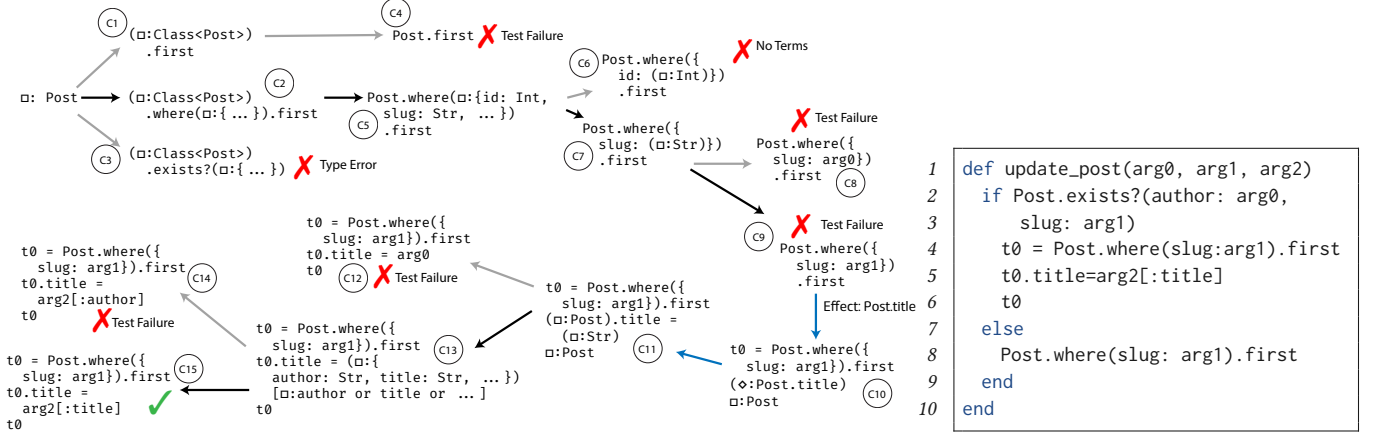 C1
(□:Class<Post>)
.first
C4
Post.first ✗ Test Failure
□: Post
C2
(□:Class<Post>)
.where(□:{ … }).first
C3
(□:Class<Post>)
.exists?(□:{ … })
✗ Type Error
Post.where(□:{id: Int,
slug: Str, … })
.first
C5
C6
Post.where({
id: (□:Int)})
.first
✗ No Terms
Post.where({
slug: (□:Str)})
.first
C7
✗ Test Failure
Post.where({
slug: arg0})
.first
C8
C9
✗ Test Failure
Post.where({
slug: arg1})
.first
Effect: Post.title
t0 = Post.where({
slug: arg1}).first
(◇:Post.title)
□:Post
C10
t0 = Post.where({
slug: arg1}).first
(□:Post).title =
(□:Str)
□:Post
C11
t0 = Post.where({
slug: arg1}).first
t0.title = arg0
t0
C12
✗ Test Failure
t0 = Post.where({
slug: arg1}).first
t0.title = (□:{
author: Str, title: Str, … })
[□:author or title or … ]
t0
C13
t0 = Post.where({
slug: arg1}).first
t0.title =
arg2[:author]
t0
C14
✗ Test Failure
t0 = Post.where({
slug: arg1}).first
t0.title =
arg2[:title]
t0
C15
✓
1 def update_post(arg0, arg1, arg2)
2 if Post.exists?(author: arg0,
3 slug: arg1)
4 t0 = Post.where(slug:arg1).first
5 t0.title=arg2[:title]
6 t0
7 else
8 Post.where(slug: arg1).first
9 end
10 end